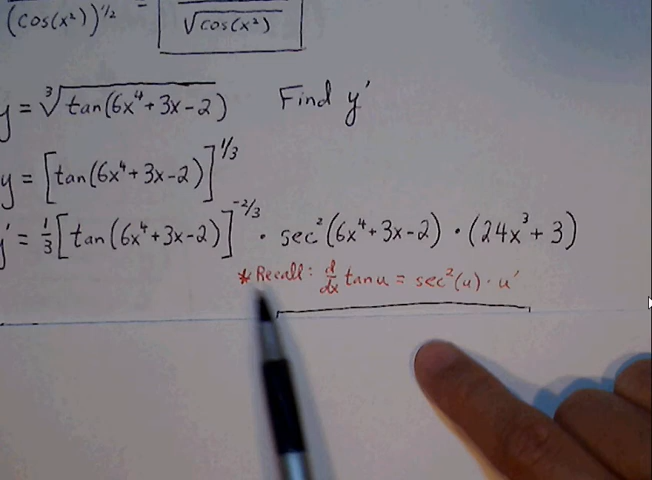 (cos(x²))^1/2 = √cos(x²)
y = ∛tan(6x⁴+3x-2) Find y'
y = [tan(6x⁴+3x-2)]^1/3
y' = 1/3[tan(6x⁴+3x-2)]^-2/3 · sec²(6x⁴+3x-2) · (24x³+3)
*Recall: d/dx tan u = sec²(u) · u'